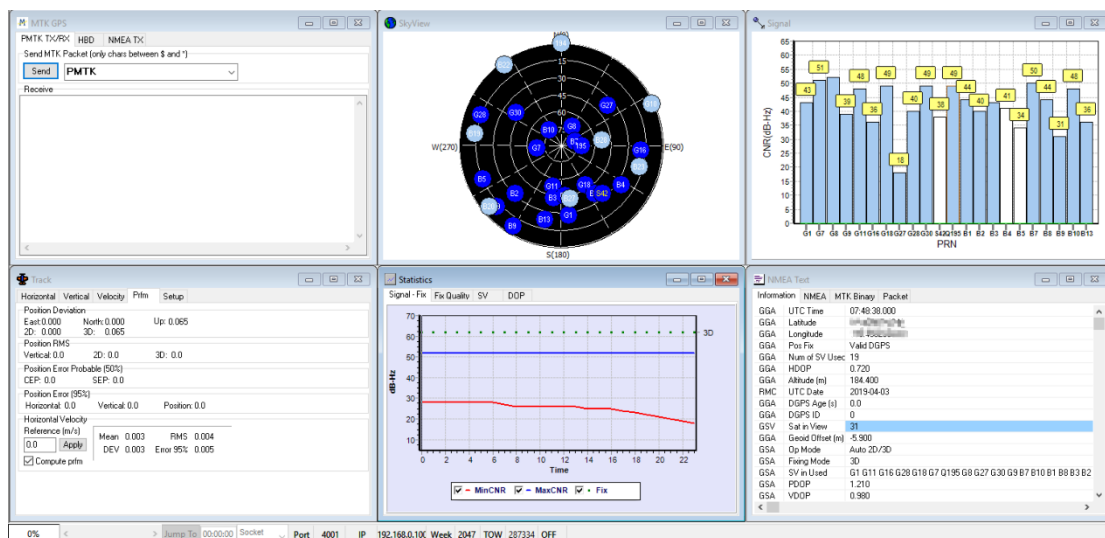 MTK GPS
PMTK TX/RX HBD NMEA TX
Send MTK Packet (only chars between $ and *)
Send PMTK
Receive
SkyView
15
30
45
60
W(270)
E(90)
S(180)
G28
G30
G27
B10
G8
G7
195
G16
B5
B2
G11
G18
B4
B3
S42
B9
B13
G1
Signal
CNR(dB-Hz)
65
60
55
50
45
40
35
30
25
20
15
10
5
0
43 51 48 39 36 49 18 40 49 38 49 44 40 41 34 50 44 31 48 36
G1 G7 G8 G9 G11 G16 G18 G27 G28 G30 S42 Q195 B1 B2 B3 B4 B5 B7 B8 B9 B10 B13
PRN
Track
Horizontal Vertical Velocity Prfm Setup
Position Deviation
East:0.000 North:0.000 Up: 0.065
2D: 0.000 3D: 0.065
Position RMS
Vertical: 0.0 2D: 0.0 3D: 0.0
Position Error Probable (50%)
CEP: 0.0 SEP: 0.0
Position Error (95%)
Horizontal: 0.0 Vertical: 0.0 Position: 0.0
Horizontal Velocity
Reference (m/s)
0.0 Apply
Mean 0.003 RMS 0.004
DEV 0.003 Error 95% 0.005
Compute prfm
Statistics
Signal - Fix Fix Quality SV DOP
dB-Hz
70
60
50
40
30
20
10
3D
0 2 4 6 8 10 12 14 16 18 20 22
Time
MinCNR MaxCNR Fix
NMEA Text
Information NMEA MTK Binary Packet
GGA UTC Time 07:48:38.000
GGA Latitude
GGA Longitude
GGA Pos Fix Valid DGPS
GGA Num of SV Usec 19
GGA HDOP 0.720
GGA Altitude (m) 184.400
RMC UTC Date 2019-04-03
GGA DGPS Age (s) 0.0
GGA DGPS ID 0
GSV Sat in View 31
GGA Geoid Offset (m) -5.900
GSA Op Mode Auto 2D/3D
GSA Fixing Mode 3D
GSA SV in Used G1 G11 G16 G28 G18 G7 Q195 G8 G27 G30 G9 B7 B10 B1 B8 B3 B2
GSA PDOP 1.210
GSA VDOP 0.980
0% Jump To 00:00:00 Socket Port 4001 IP 192.168.0.10( Week 2047 TOW 287334 OFF